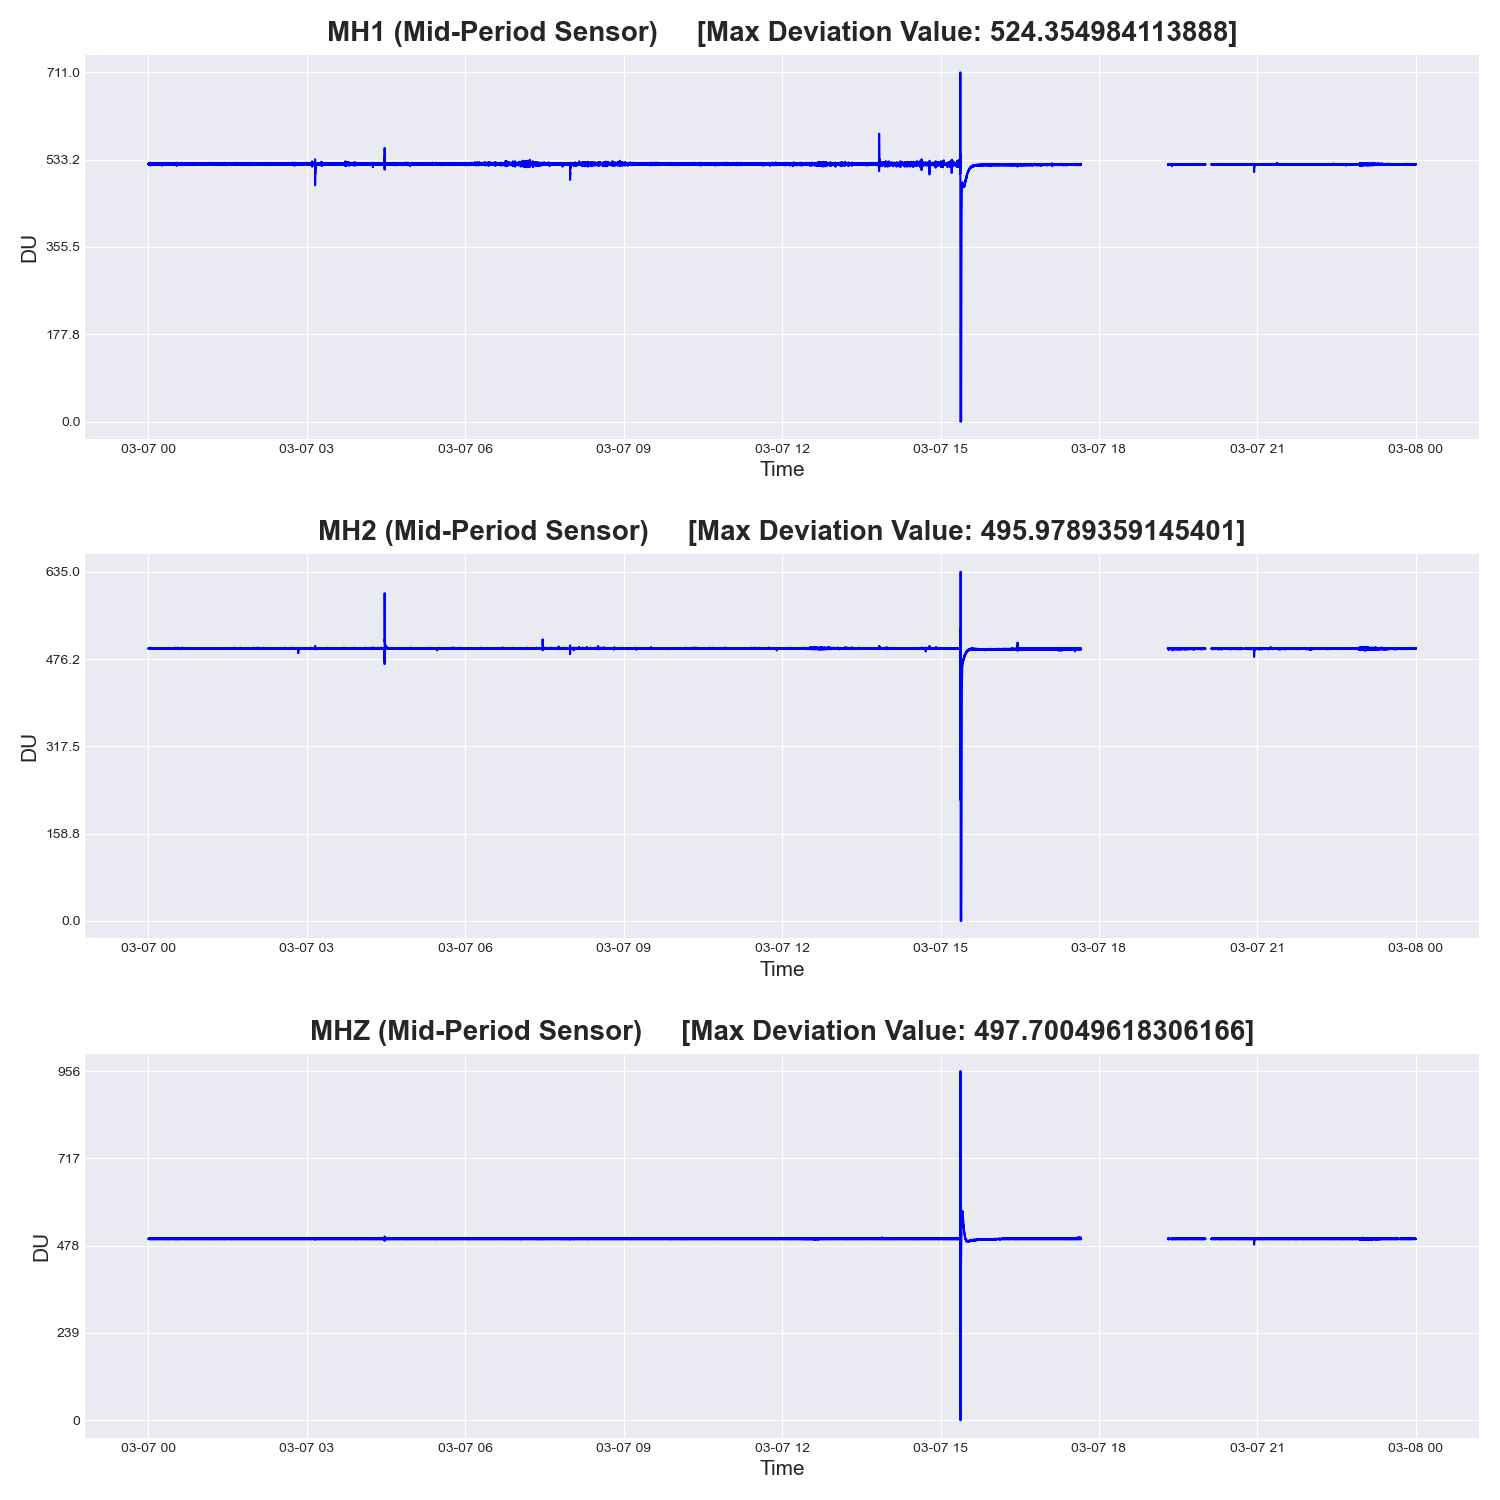 MH1 (Mid-Period Sensor) [Max Deviation Value: 524.354984113888]
711.0
533.2
355.5
177.8
0.0
DU
03-07 00 03-07 03 03-07 06 03-07 09 03-07 12 03-07 15 03-07 18 03-07 21 03-08 00
Time
MH2 (Mid-Period Sensor) [Max Deviation Value: 495.9789359145401]
635.0
476.2
317.5
158.8
0.0
DU
03-07 00 03-07 03 03-07 06 03-07 09 03-07 12 03-07 15 03-07 18 03-07 21 03-08 00
Time
MHZ (Mid-Period Sensor) [Max Deviation Value: 497.70049618306166]
956
717
478
239
0
DU
03-07 00 03-07 03 03-07 06 03-07 09 03-07 12 03-07 15 03-07 18 03-07 21 03-08 00
Time